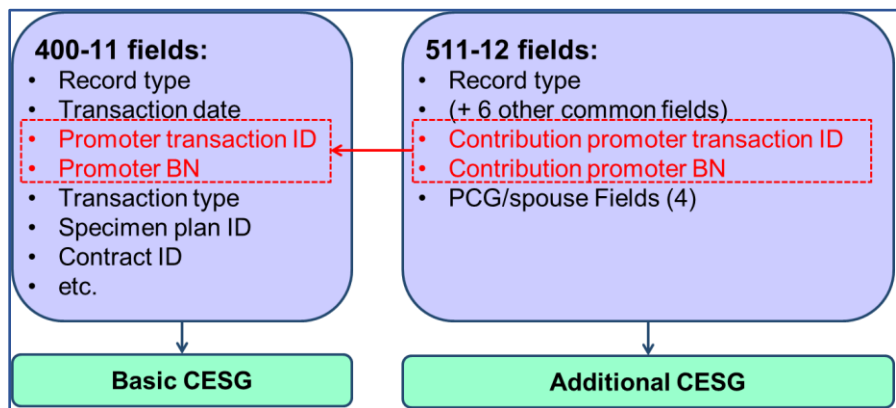 400-11 fields:
• Record type
• Transaction date
• Promoter transaction ID
• Promoter BN
• Transaction type
• Specimen plan ID
• Contract ID
• etc.
Basic CESG
511-12 fields:
• Record type
• (+ 6 other common fields)
• Contribution promoter transaction ID
• Contribution promoter BN
• PCG/spouse Fields (4)
Additional CESG